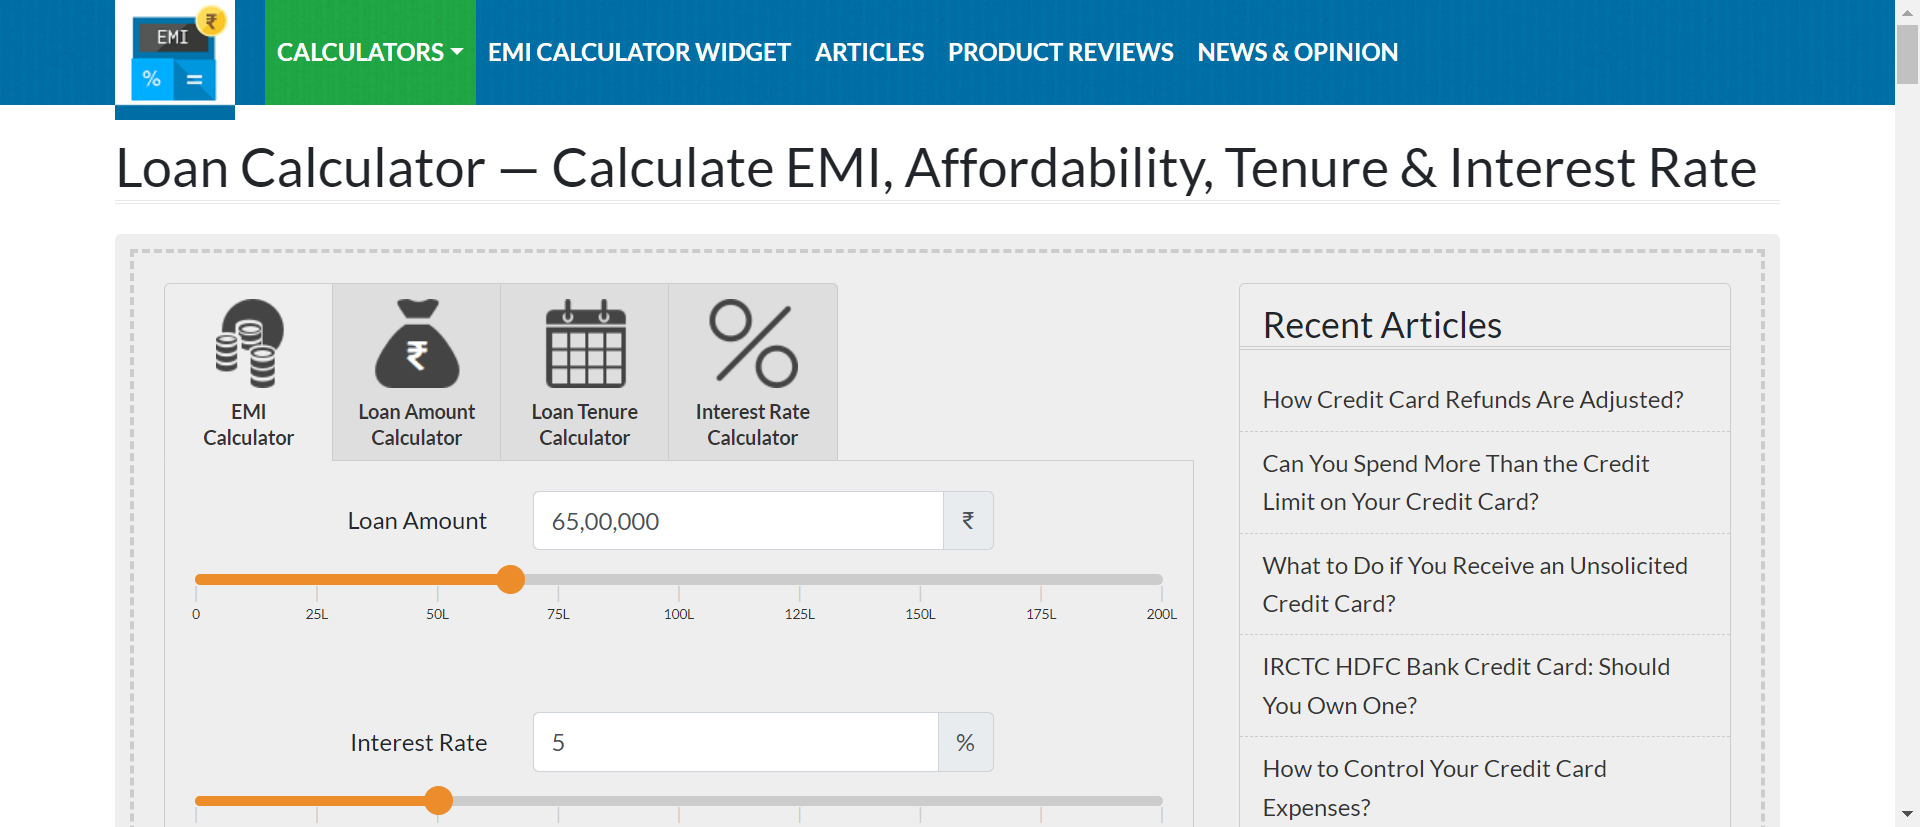 EMI
₹
% =
CALCULATORS EMI CALCULATOR WIDGET ARTICLES PRODUCT REVIEWS NEWS & OPINION
Loan Calculator — Calculate EMI, Affordability, Tenure & Interest Rate
EMI
Calculator
₹
Loan Amount
Calculator
Loan Tenure
Calculator
Interest Rate
Calculator
Loan Amount 65,00,000 ₹
0 25L 50L 75L 100L 125L 150L 175L 200L
Interest Rate 5 %
Recent Articles
How Credit Card Refunds Are Adjusted?
Can You Spend More Than the Credit
Limit on Your Credit Card?
What to Do if You Receive an Unsolicited
Credit Card?
IRCTC HDFC Bank Credit Card: Should
You Own One?
How to Control Your Credit Card
Expenses?